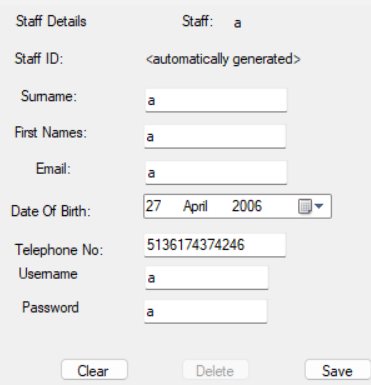 Staff Details Staff: a
Staff ID: <automatically generated>
Surname: a
First Names: a
Email: a
Date Of Birth: 27 April 2006
Telephone No: 5136174374246
Username a
Password a
Clear Delete Save